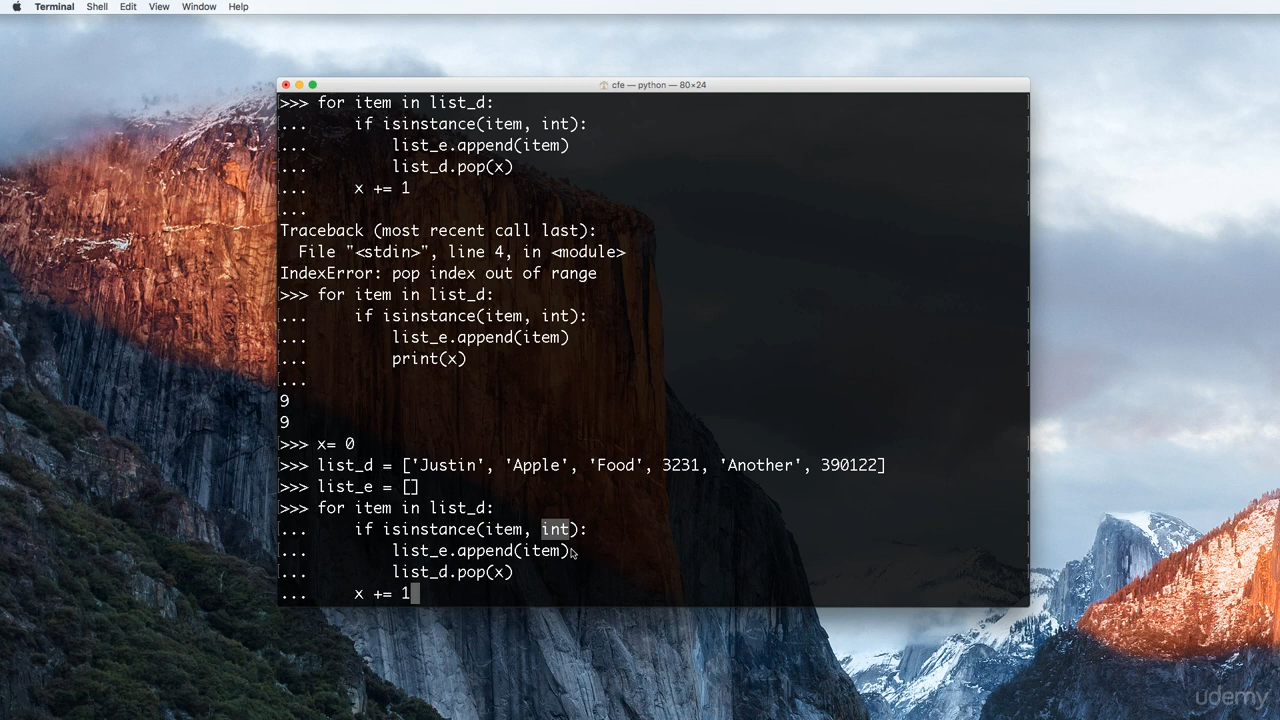 Terminal Shell Edit View Window Help
cfe — python — 80×24
>>> for item in list_d:
...     if isinstance(item, int):
...         list_e.append(item)
...         list_d.pop(x)
...     x += 1
...
Traceback (most recent call last):
  File "<stdin>", line 4, in <module>
IndexError: pop index out of range
>>> for item in list_d:
...     if isinstance(item, int):
...         list_e.append(item)
...         print(x)
...
9
9
>>> x= 0
>>> list_d = ['Justin', 'Apple', 'Food', 3231, 'Another', 390122]
>>> list_e = []
>>> for item in list_d:
...     if isinstance(item, int):
...         list_e.append(item)
...         list_d.pop(x)
...     x += 1
udemy